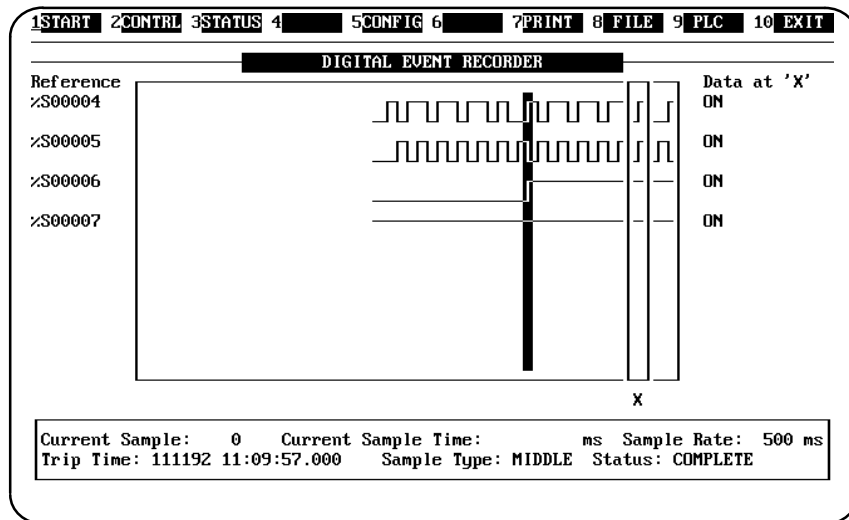 1START 2CONTRL 3STATUS 4 5CONFIG 6 7PRINT 8 FILE 9 PLC 10 EXIT
DIGITAL EVENT RECORDER
Reference Data at 'X'
%S00004 ON
%S00005 ON
%S00006 ON
%S00007 ON
X
Current Sample: 0 Current Sample Time: ms Sample Rate: 500 ms
Trip Time: 111192 11:09:57.000 Sample Type: MIDDLE Status: COMPLETE